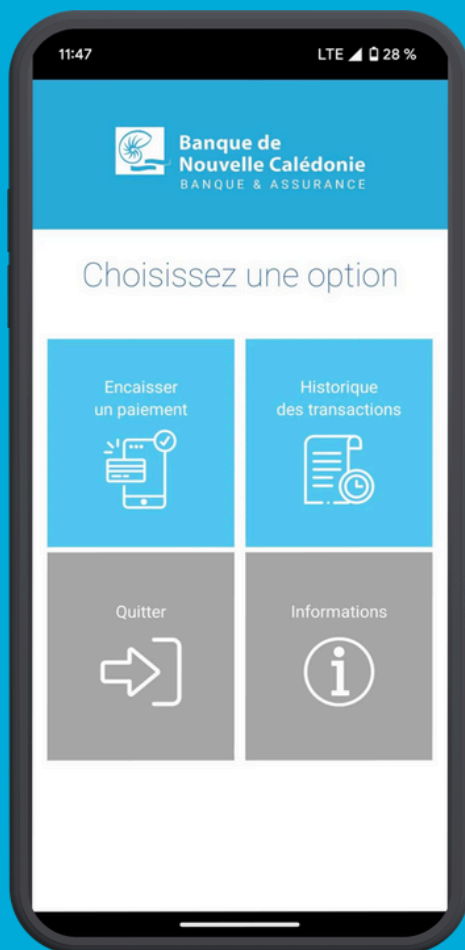 11:47
LTE 28 %
Banque de
Nouvelle Calédonie
BANQUE & ASSURANCE
Choisissez une option
Encaisser
un paiement
Historique
des transactions
Quitter
Informations